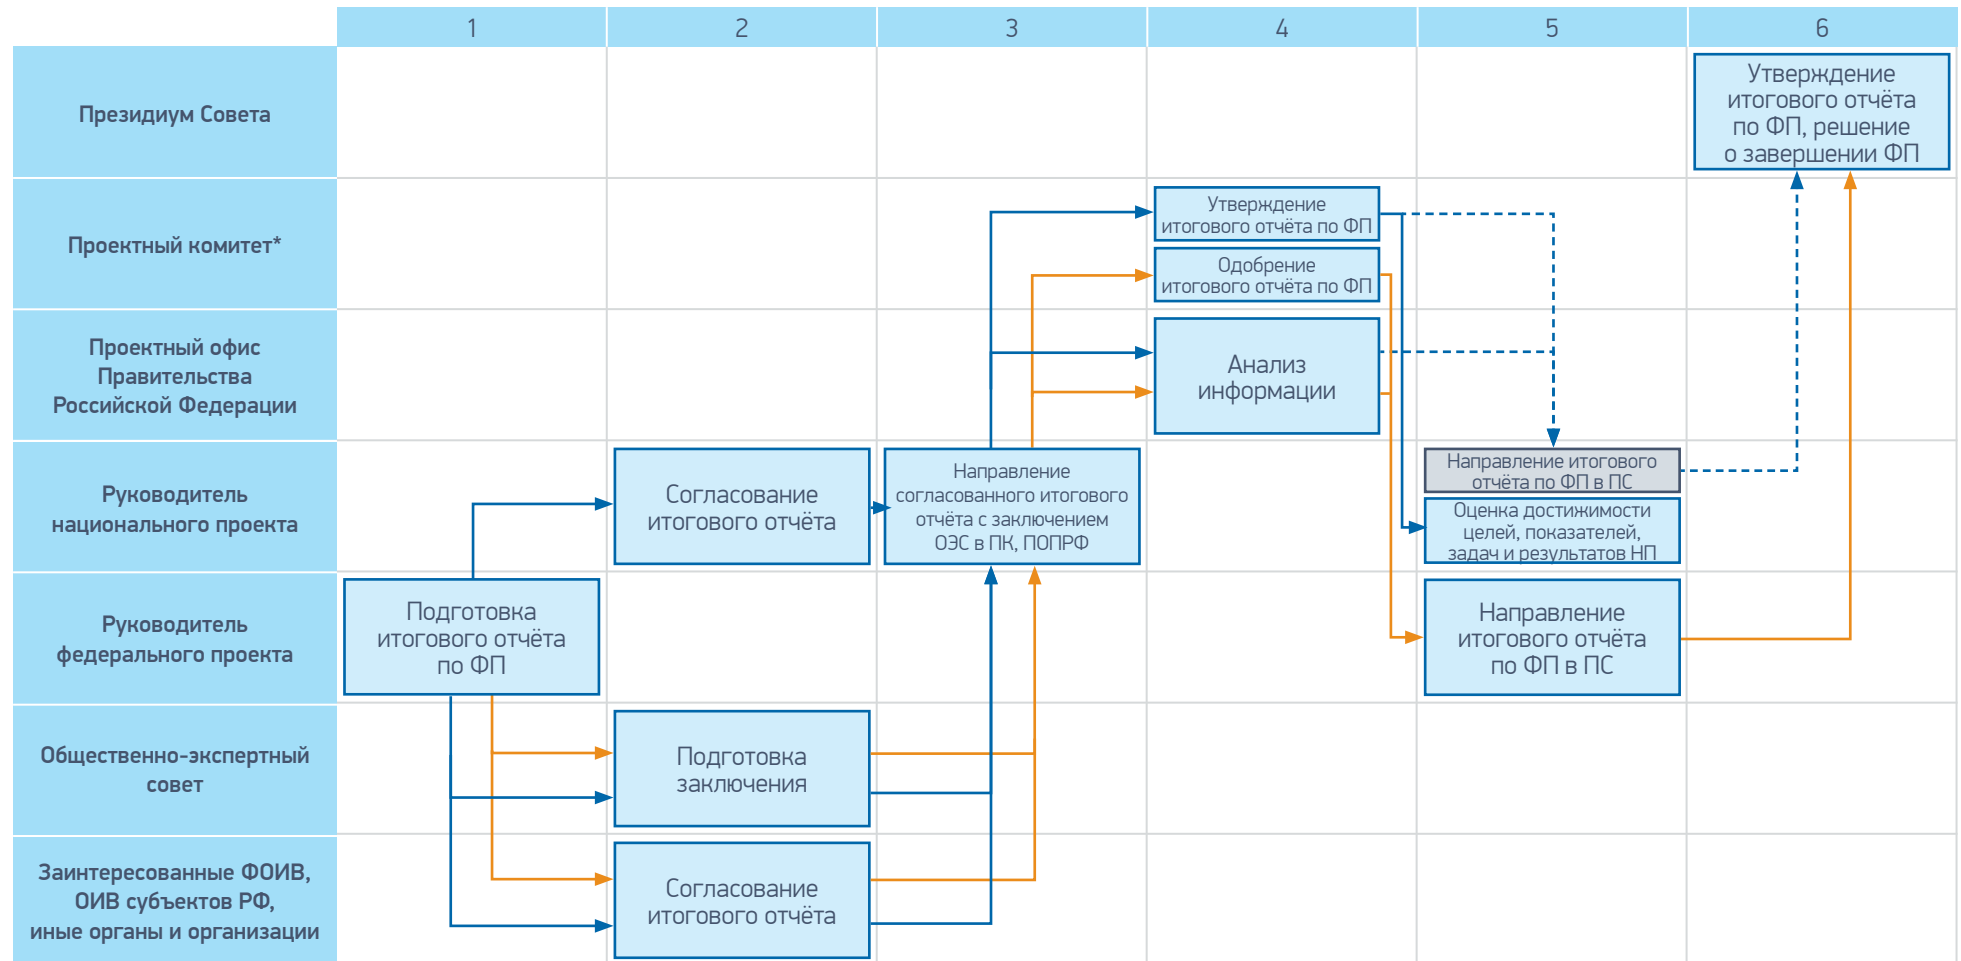 1
2
3
4
5
6
Президиум Совета
Утверждение
итогового отчёта
по ФП, решение
о завершении ФП
Проектный комитет*
Утверждение
итогового отчёта по ФП
Одобрение
итогового отчёта по ФП
Проектный офис
Правительства
Российской Федерации
Анализ
информации
Руководитель
национального проекта
Согласование
итогового отчёта
Направление
согласованного итогового
отчёта с заключением
ОЭС в ПК, ПОПРФ
Направление итогового
отчёта по ФП в ПС
Оценка достижимости
целей, показателей,
задач и результатов НП
Руководитель
федерального проекта
Подготовка
итогового отчёта
по ФП
Направление
итогового отчёта
по ФП в ПС
Общественно-экспертный
совет
Подготовка
заключения
Заинтересованные ФОИВ,
ОИВ субъектов РФ,
иные органы и организации
Согласование
итогового отчёта